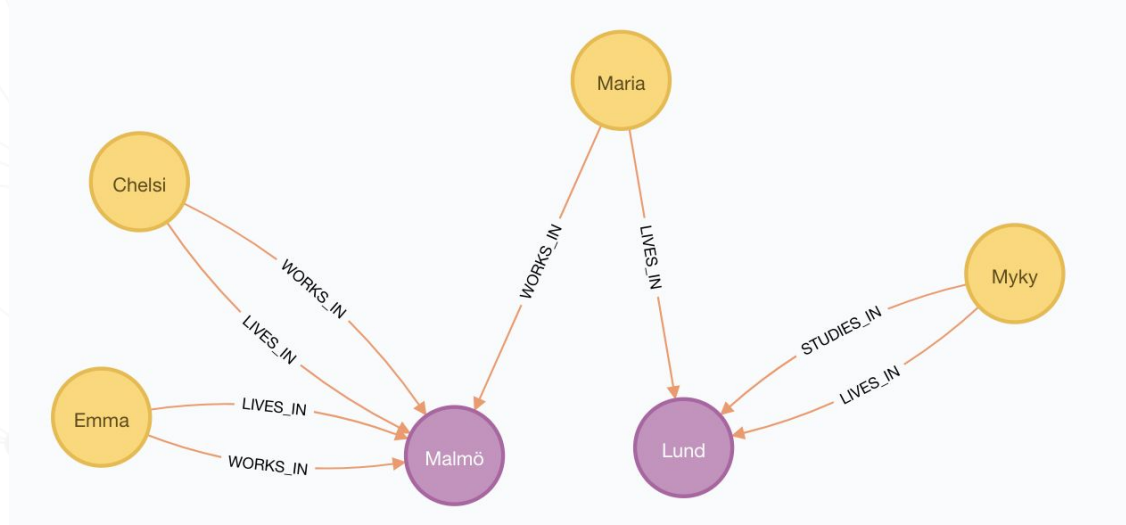 Maria
Chelsi
WORKS_IN
LIVES_IN
WORKS_IN
LIVES_IN
Myky
STUDIES_IN
LIVES_IN
Emma
LIVES_IN
WORKS_IN
Malmö
Lund